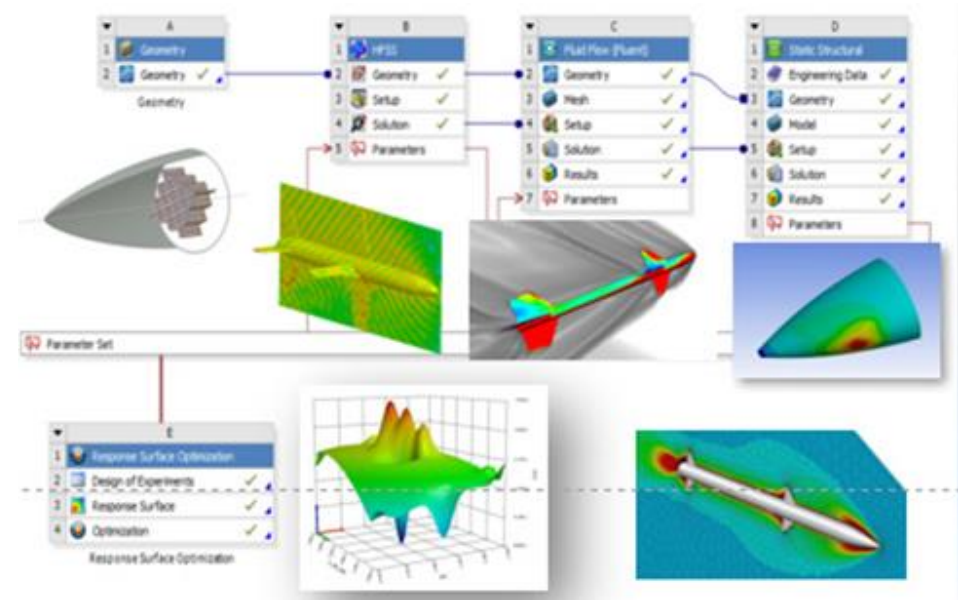 A
1 Geometry
2 Geometry
Geometry
B
1 HFSS
2 Geometry
3 Setup
4 Solution
5 Parameters
C
1 Fluid Flow (Fluent)
2 Geometry
3 Mesh
4 Setup
5 Solution
6 Results
7 Parameters
D
1 Static Structural
2 Engineering Data
3 Geometry
4 Model
5 Setup
6 Solution
7 Results
8 Parameters
Parameter Set
E
1 Response Surface Optimization
2 Design of Experiments
3 Response Surface
4 Optimization
Response Surface Optimization